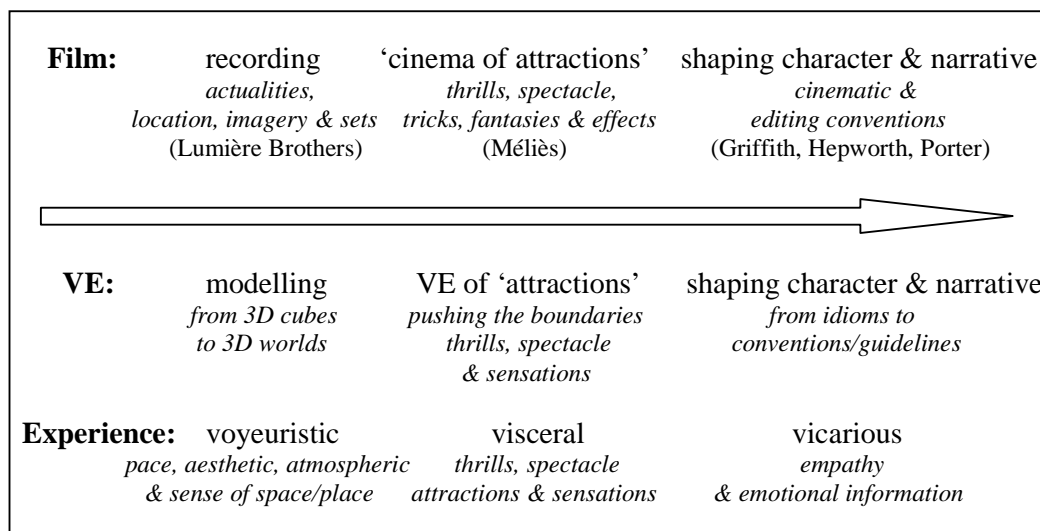 Film: recording ‘cinema of attractions’ shaping character & narrative
actualities, thrills, spectacle, cinematic &
location, imagery & sets tricks, fantasies & effects editing conventions
(Lumière Brothers) (Méliès) (Griffith, Hepworth, Porter)
VE: modelling VE of ‘attractions’ shaping character & narrative
from 3D cubes pushing the boundaries from idioms to
to 3D worlds thrills, spectacle conventions/guidelines
& sensations
Experience: voyeuristic visceral vicarious
pace, aesthetic, atmospheric thrills, spectacle empathy
& sense of space/place attractions & sensations & emotional information